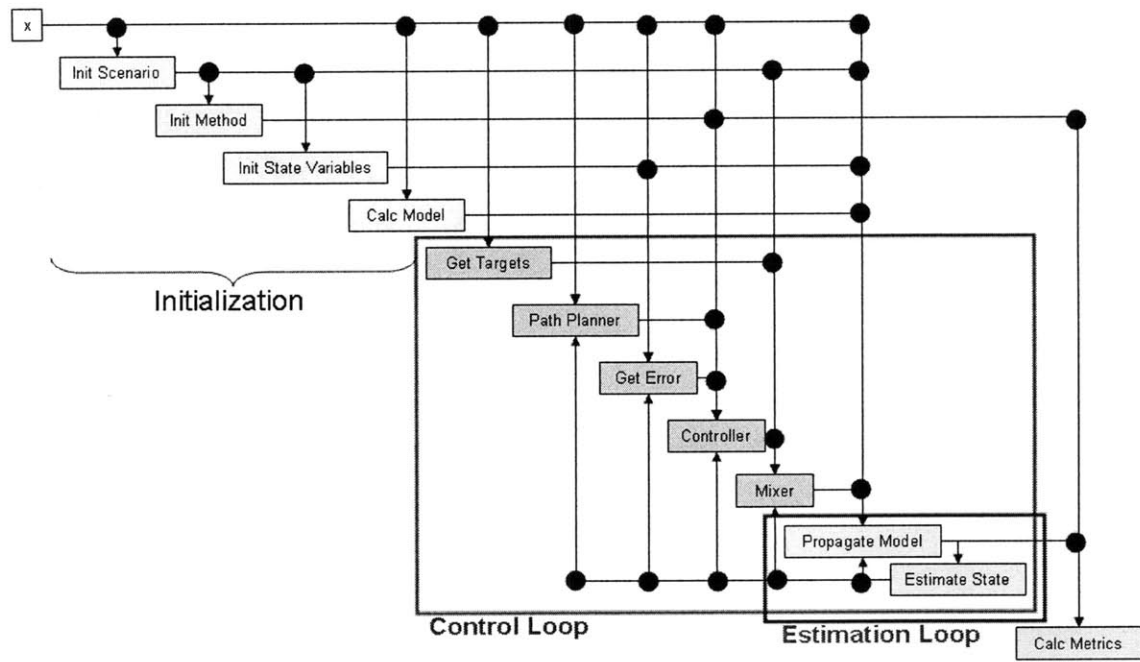 x
Init Scenario
Init Method
Init State Variables
Calc Model
Get Targets
Initialization
Path Planner
Get Error
Controller
Mixer
Propagate Model
Estimate State
Control Loop
Estimation Loop
Calc Metrics